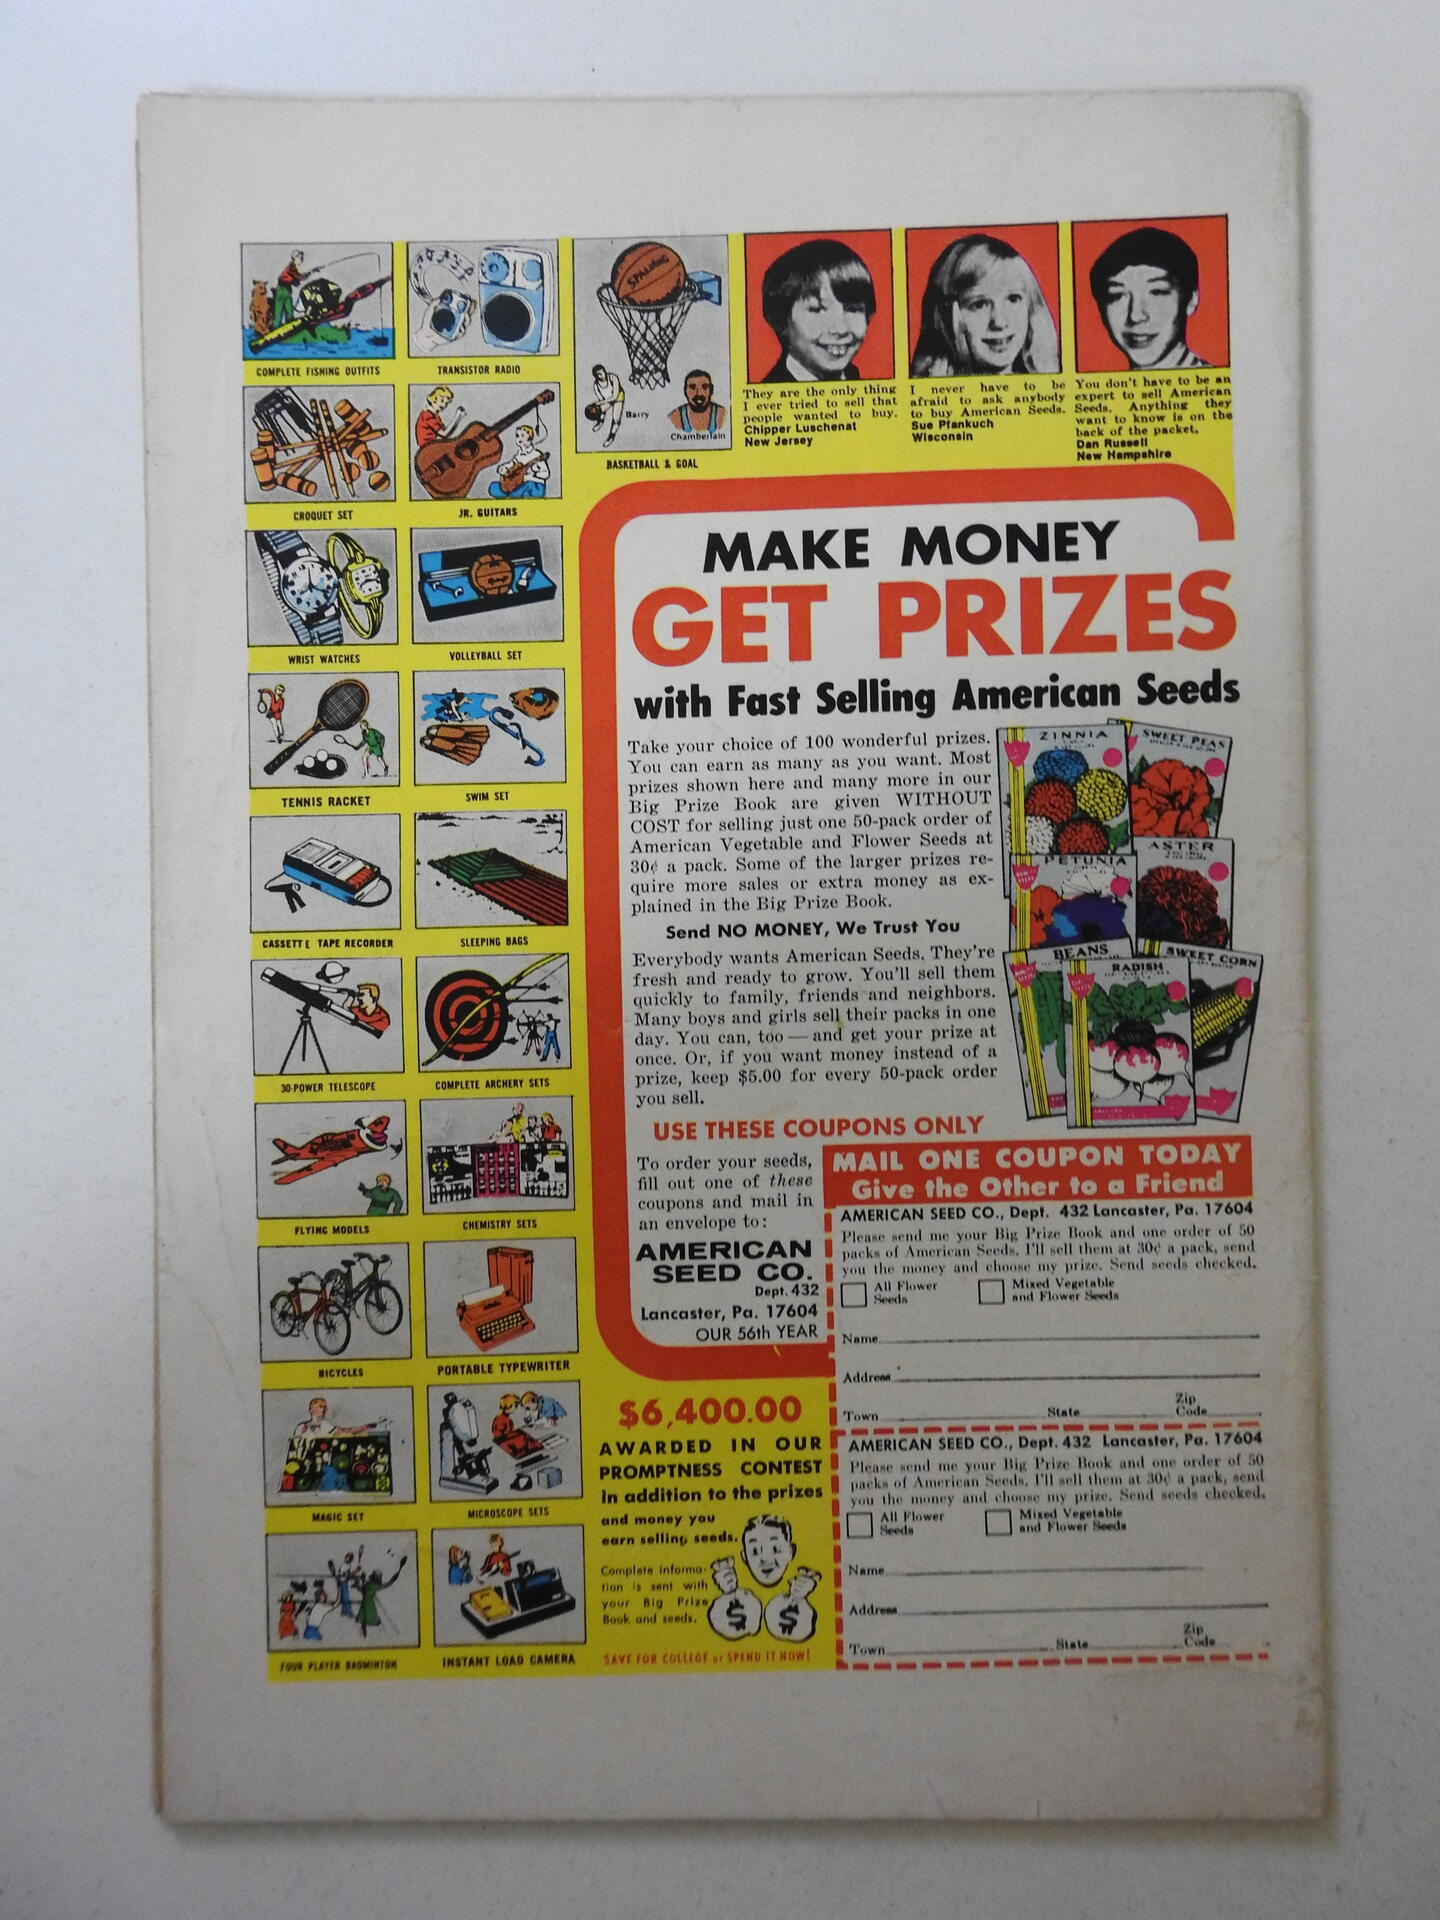 COMPLETE FISHING OUTFITS
TRANSISTOR RADIO
CROQUET SET
JR. GUITARS
WRIST WATCHES
VOLLEYBALL SET
TENNIS RACKET
SWIM SET
CASSETTE TAPE RECORDER
SLEEPING BAGS
30-POWER TELESCOPE
COMPLETE ARCHERY SETS
FLYING MODELS
CHEMISTRY SETS
BICYCLES
PORTABLE TYPEWRITER
MAGIC SET
MICROSCOPE SETS
FOUR PLAYER BADMINTON
INSTANT LOAD CAMERA
SPALDING
Barry
Chamberlain
BASKETBALL & GOAL
They are the only thing
I ever tried to sell that
people wanted to buy.
Chipper Luschenat
New Jersey
I never have to be
afraid to ask anybody
to buy American Seeds.
Sue Pfankuch
Wisconsin
You don't have to be an
expert to sell American
Seeds. Anything they
want to know is on the
back of the packet.
Dan Russell
New Hampshire
MAKE MONEY
GET PRIZES
with Fast Selling American Seeds
Take your choice of 100 wonderful prizes.
You can earn as many as you want. Most
prizes shown here and many more in our
Big Prize Book are given WITHOUT
COST for selling just one 50-pack order of
American Vegetable and Flower Seeds at
30¢ a pack. Some of the larger prizes re-
quire more sales or extra money as ex-
plained in the Big Prize Book.
Send NO MONEY, We Trust You
Everybody wants American Seeds. They're
fresh and ready to grow. You'll sell them
quickly to family, friends and neighbors.
Many boys and girls sell their packs in one
day. You can, too — and get your prize at
once. Or, if you want money instead of a
prize, keep $5.00 for every 50-pack order
you sell.
ZINNIA
SWEET PEAS
PETUNIA
ASTER
BEANS
RADISH
SWEET CORN
USE THESE COUPONS ONLY
To order your seeds,
fill out one of these
coupons and mail in
an envelope to:
AMERICAN
SEED CO.
Dept. 432
Lancaster, Pa. 17604
OUR 56th YEAR
$6,400.00
AWARDED IN OUR
PROMPTNESS CONTEST
in addition to the prizes
and money you
earn selling seeds.
Complete informa-
tion is sent with
your Big Prize
Book and seeds.
$ $
SAVE FOR COLLEGE or SPEND IT NOW!
MAIL ONE COUPON TODAY
Give the Other to a Friend
AMERICAN SEED CO., Dept. 432 Lancaster, Pa. 17604
Please send me your Big Prize Book and one order of 50
packs of American Seeds. I'll sell them at 30¢ a pack, send
you the money and choose my prize. Send seeds checked.
All Flower Seeds
Mixed Vegetable and Flower Seeds
Name
Address
Town State Zip Code
AMERICAN SEED CO., Dept. 432 Lancaster, Pa. 17604
Please send me your Big Prize Book and one order of 50
packs of American Seeds. I'll sell them at 30¢ a pack, send
you the money and choose my prize. Send seeds checked.
All Flower Seeds
Mixed Vegetable and Flower Seeds
Name
Address
Town State Zip Code